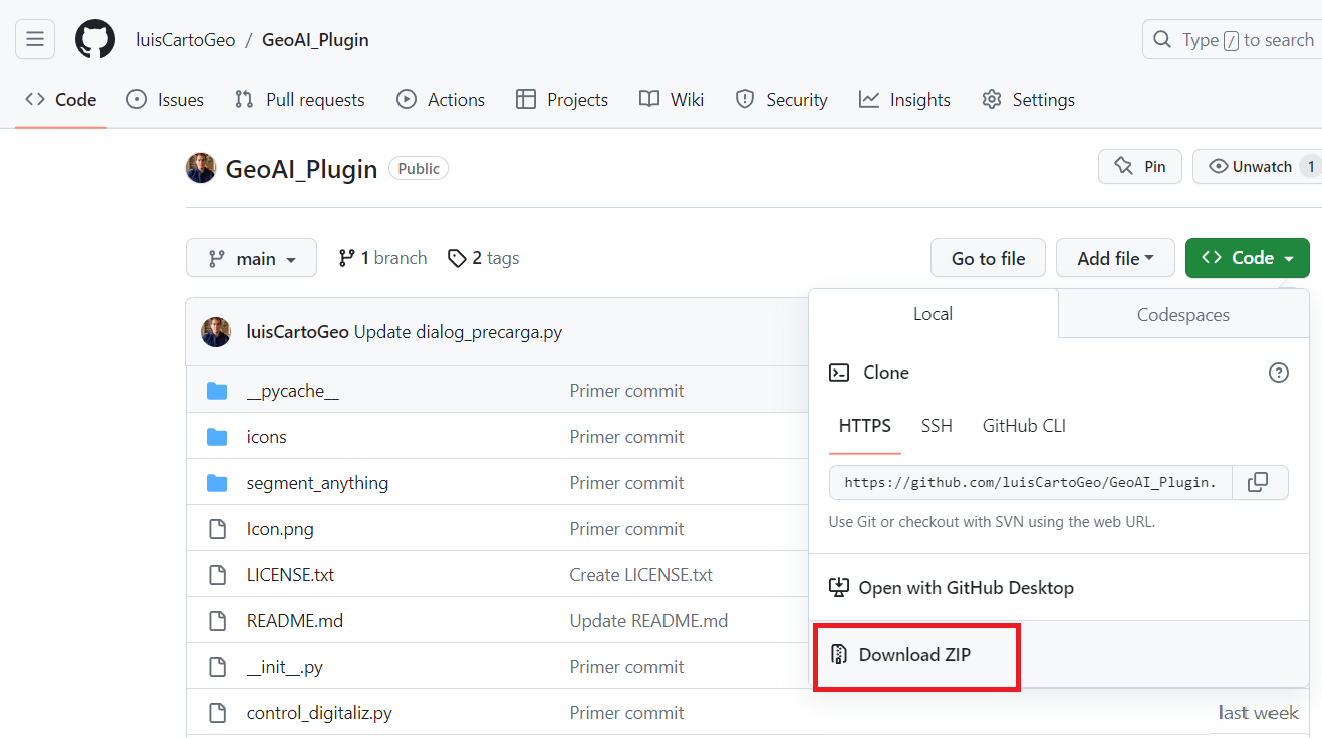 luisCartoGeo / GeoAI_Plugin
Type / to search
Code Issues Pull requests Actions Projects Wiki Security Insights Settings
GeoAI_Plugin Public
Pin Unwatch 1
main 1 branch 2 tags
Go to file Add file Code
Local Codespaces
luisCartoGeo Update dialog_precarga.py
Clone
__pycache__ Primer commit
HTTPS SSH GitHub CLI
icons Primer commit
segment_anything Primer commit
https://github.com/luisCartoGeo/GeoAI_Plugin.
Use Git or checkout with SVN using the web URL.
Icon.png Primer commit
LICENSE.txt Create LICENSE.txt
Open with GitHub Desktop
README.md Update README.md
Download ZIP
__init__.py Primer commit
control_digitaliz.py Primer commit last week